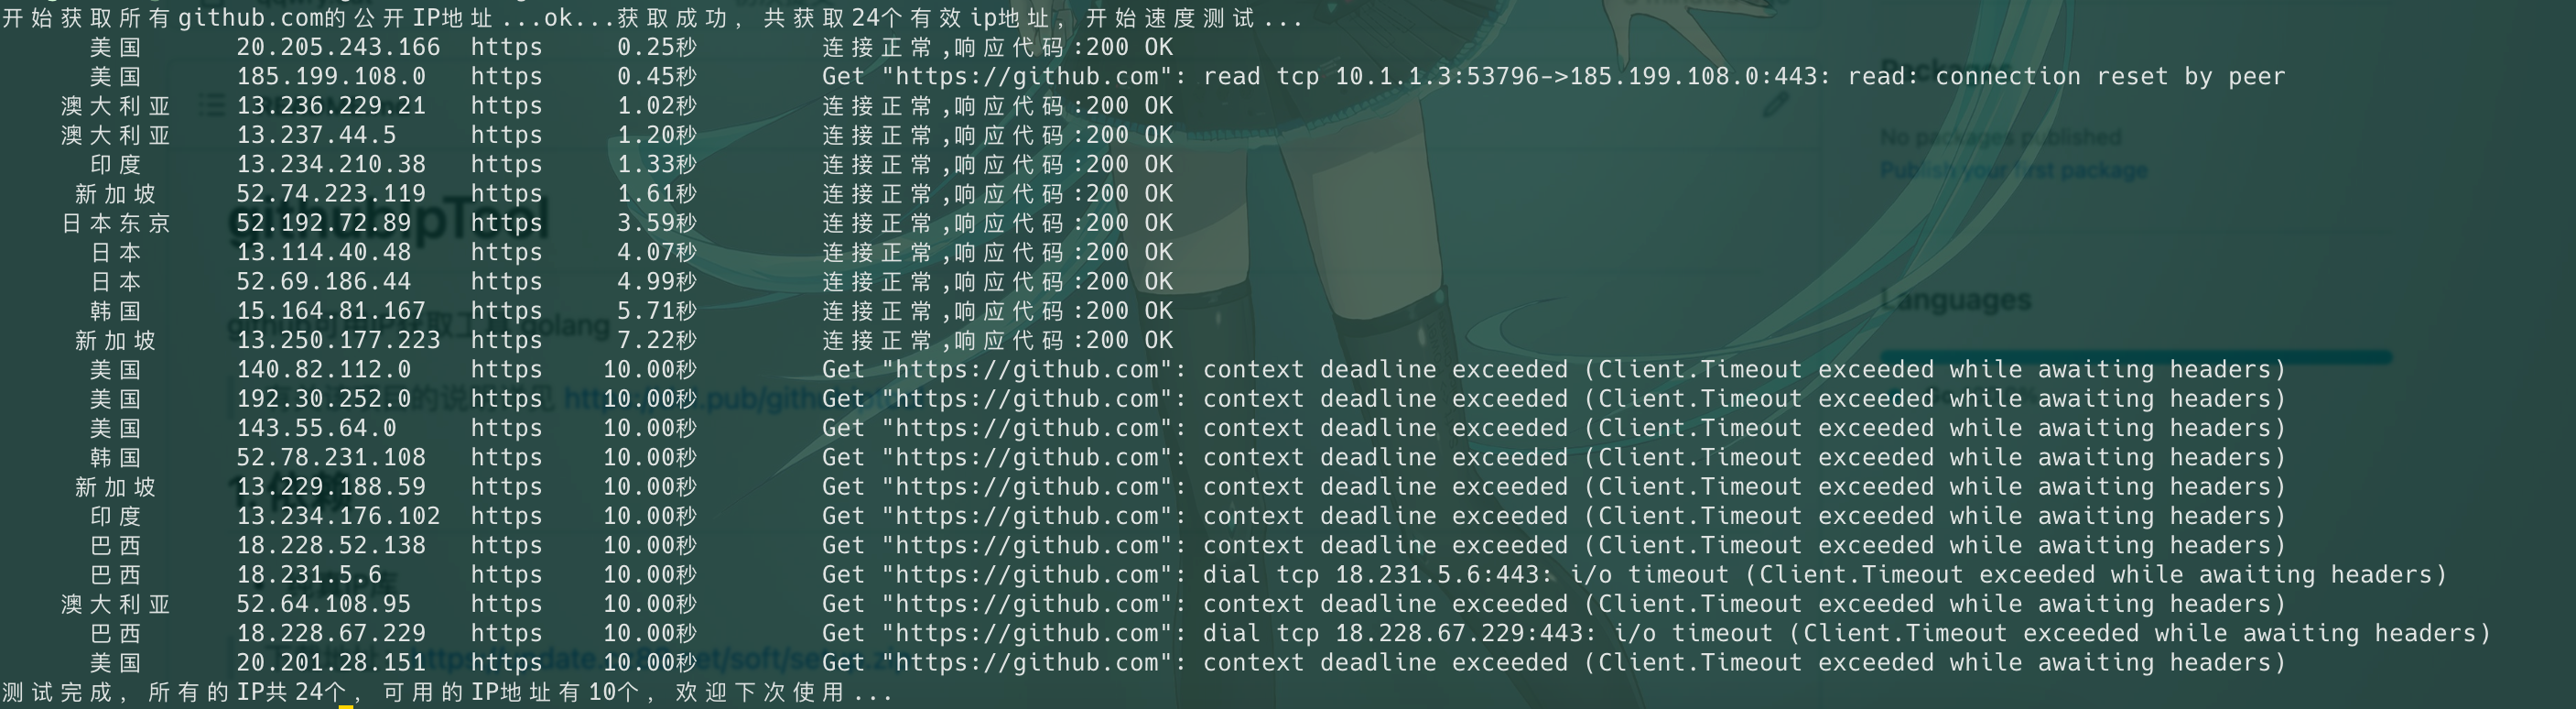 开始获取所有github.com的公开IP地址...ok...获取成功, 共获取24个有效ip地址, 开始速度测试...
美国 20.205.243.166 https 0.25秒 连接正常,响应代码:200 OK
美国 185.199.108.0 https 0.45秒 Get "https://github.com": read tcp 10.1.1.3:53796->185.199.108.0:443: read: connection reset by peer
澳大利亚 13.236.229.21 https 1.02秒 连接正常,响应代码:200 OK
澳大利亚 13.237.44.5 https 1.20秒 连接正常,响应代码:200 OK
印度 13.234.210.38 https 1.33秒 连接正常,响应代码:200 OK
新加坡 52.74.223.119 https 1.61秒 连接正常,响应代码:200 OK
日本东京 52.192.72.89 https 3.59秒 连接正常,响应代码:200 OK
日本 13.114.40.48 https 4.07秒 连接正常,响应代码:200 OK
日本 52.69.186.44 https 4.99秒 连接正常,响应代码:200 OK
韩国 15.164.81.167 https 5.71秒 连接正常,响应代码:200 OK
新加坡 13.250.177.223 https 7.22秒 连接正常,响应代码:200 OK
美国 140.82.112.0 https 10.00秒 Get "https://github.com": context deadline exceeded (Client.Timeout exceeded while awaiting headers)
美国 192.30.252.0 https 10.00秒 Get "https://github.com": context deadline exceeded (Client.Timeout exceeded while awaiting headers)
美国 143.55.64.0 https 10.00秒 Get "https://github.com": context deadline exceeded (Client.Timeout exceeded while awaiting headers)
韩国 52.78.231.108 https 10.00秒 Get "https://github.com": context deadline exceeded (Client.Timeout exceeded while awaiting headers)
新加坡 13.229.188.59 https 10.00秒 Get "https://github.com": context deadline exceeded (Client.Timeout exceeded while awaiting headers)
印度 13.234.176.102 https 10.00秒 Get "https://github.com": context deadline exceeded (Client.Timeout exceeded while awaiting headers)
巴西 18.228.52.138 https 10.00秒 Get "https://github.com": context deadline exceeded (Client.Timeout exceeded while awaiting headers)
巴西 18.231.5.6 https 10.00秒 Get "https://github.com": dial tcp 18.231.5.6:443: i/o timeout (Client.Timeout exceeded while awaiting headers)
澳大利亚 52.64.108.95 https 10.00秒 Get "https://github.com": context deadline exceeded (Client.Timeout exceeded while awaiting headers)
巴西 18.228.67.229 https 10.00秒 Get "https://github.com": dial tcp 18.228.67.229:443: i/o timeout (Client.Timeout exceeded while awaiting headers)
美国 20.201.28.151 https 10.00秒 Get "https://github.com": context deadline exceeded (Client.Timeout exceeded while awaiting headers)
测试完成, 所有的IP共24个, 可用的IP地址有10个, 欢迎下次使用...
Packages
No packages published
Publish your first package
githubIpTool
Languages